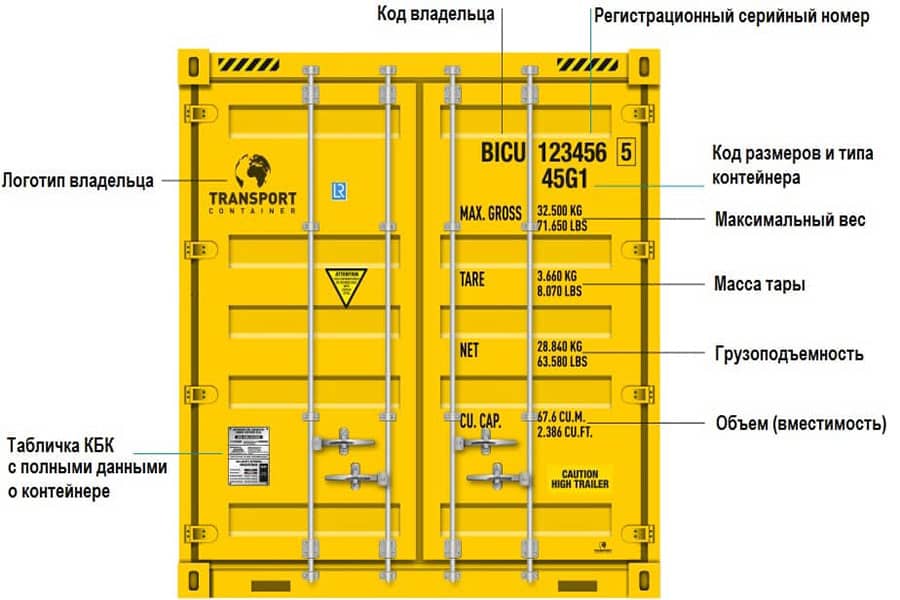 Код владельца
Регистрационный серийный номер
BICU 123456 5
45G1
Код размеров и типа
контейнера
Логотип владельца
TRANSPORT
CONTAINER
LR
MAX. GROSS
32.500 KG
71.650 LBS
Максимальный вес
ATTENTION
TARE
3.660 KG
8.070 LBS
Масса тары
NET
28.840 KG
63.580 LBS
Грузоподъемность
CU. CAP.
67.6 CU.M.
2.386 CU.FT.
Объем (вместимость)
Табличка КБК
с полными данными
о контейнере
CAUTION
HIGH TRAILER
TRANSPORT